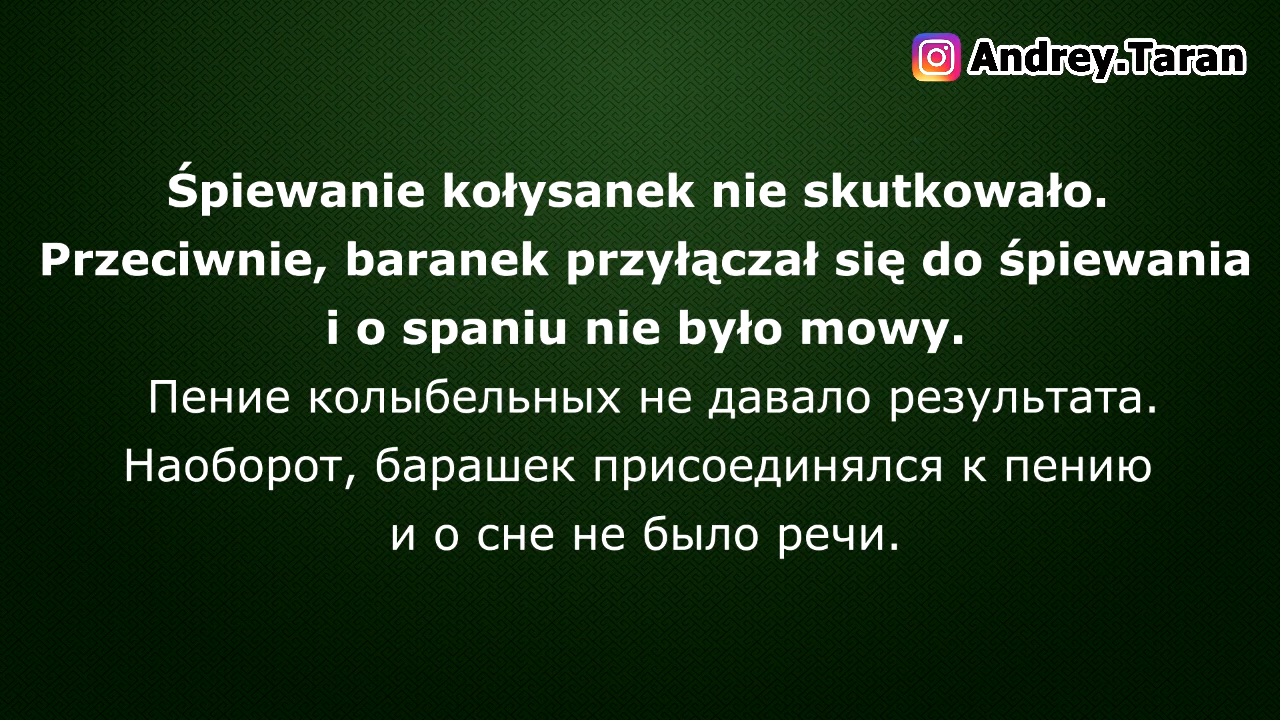 Andrey.Taran
Śpiewanie kołysanek nie skutkowało.
Przeciwnie, baranek przyłączał się do śpiewania
i o spaniu nie było mowy.
Пение колыбельных не давало результата.
Наоборот, барашек присоединялся к пению
и о сне не было речи.